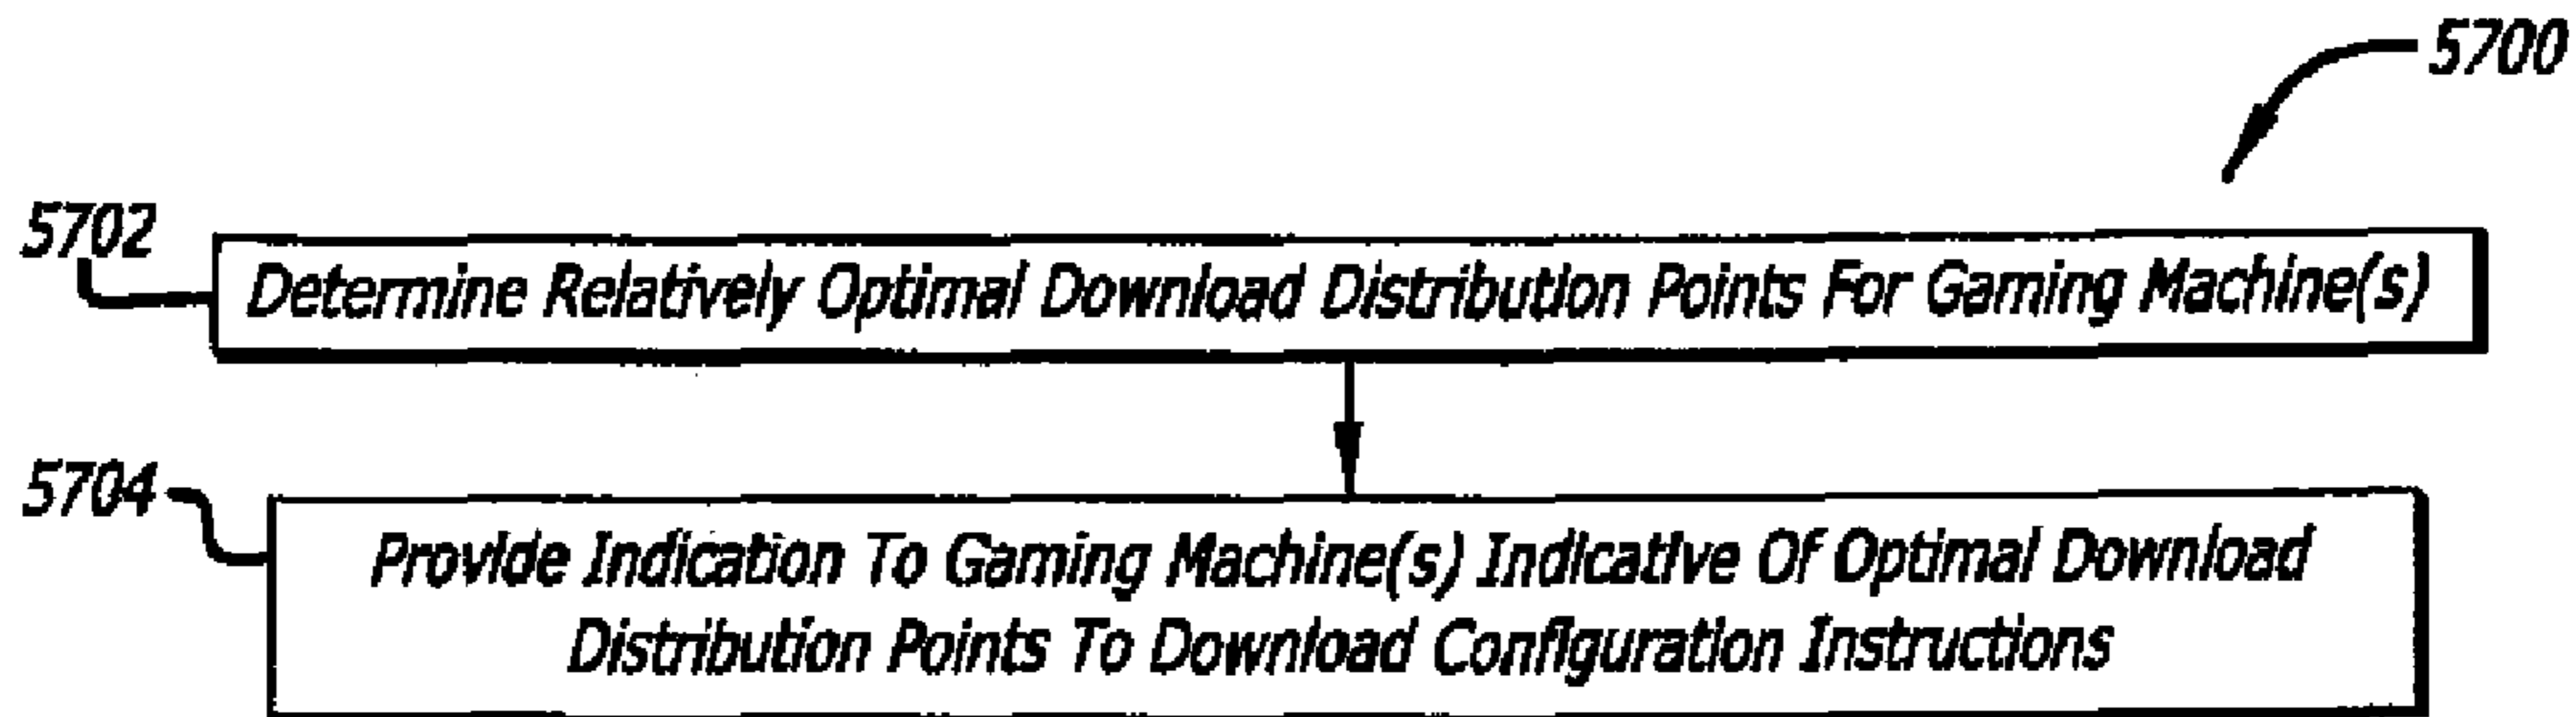 5700
5702
Determine Relatively Optimal Download Distribution Points For Gaming Machine(s)
5704
Provide Indication To Gaming Machine(s) Indicative Of Optimal Download
Distribution Points To Download Configuration Instructions